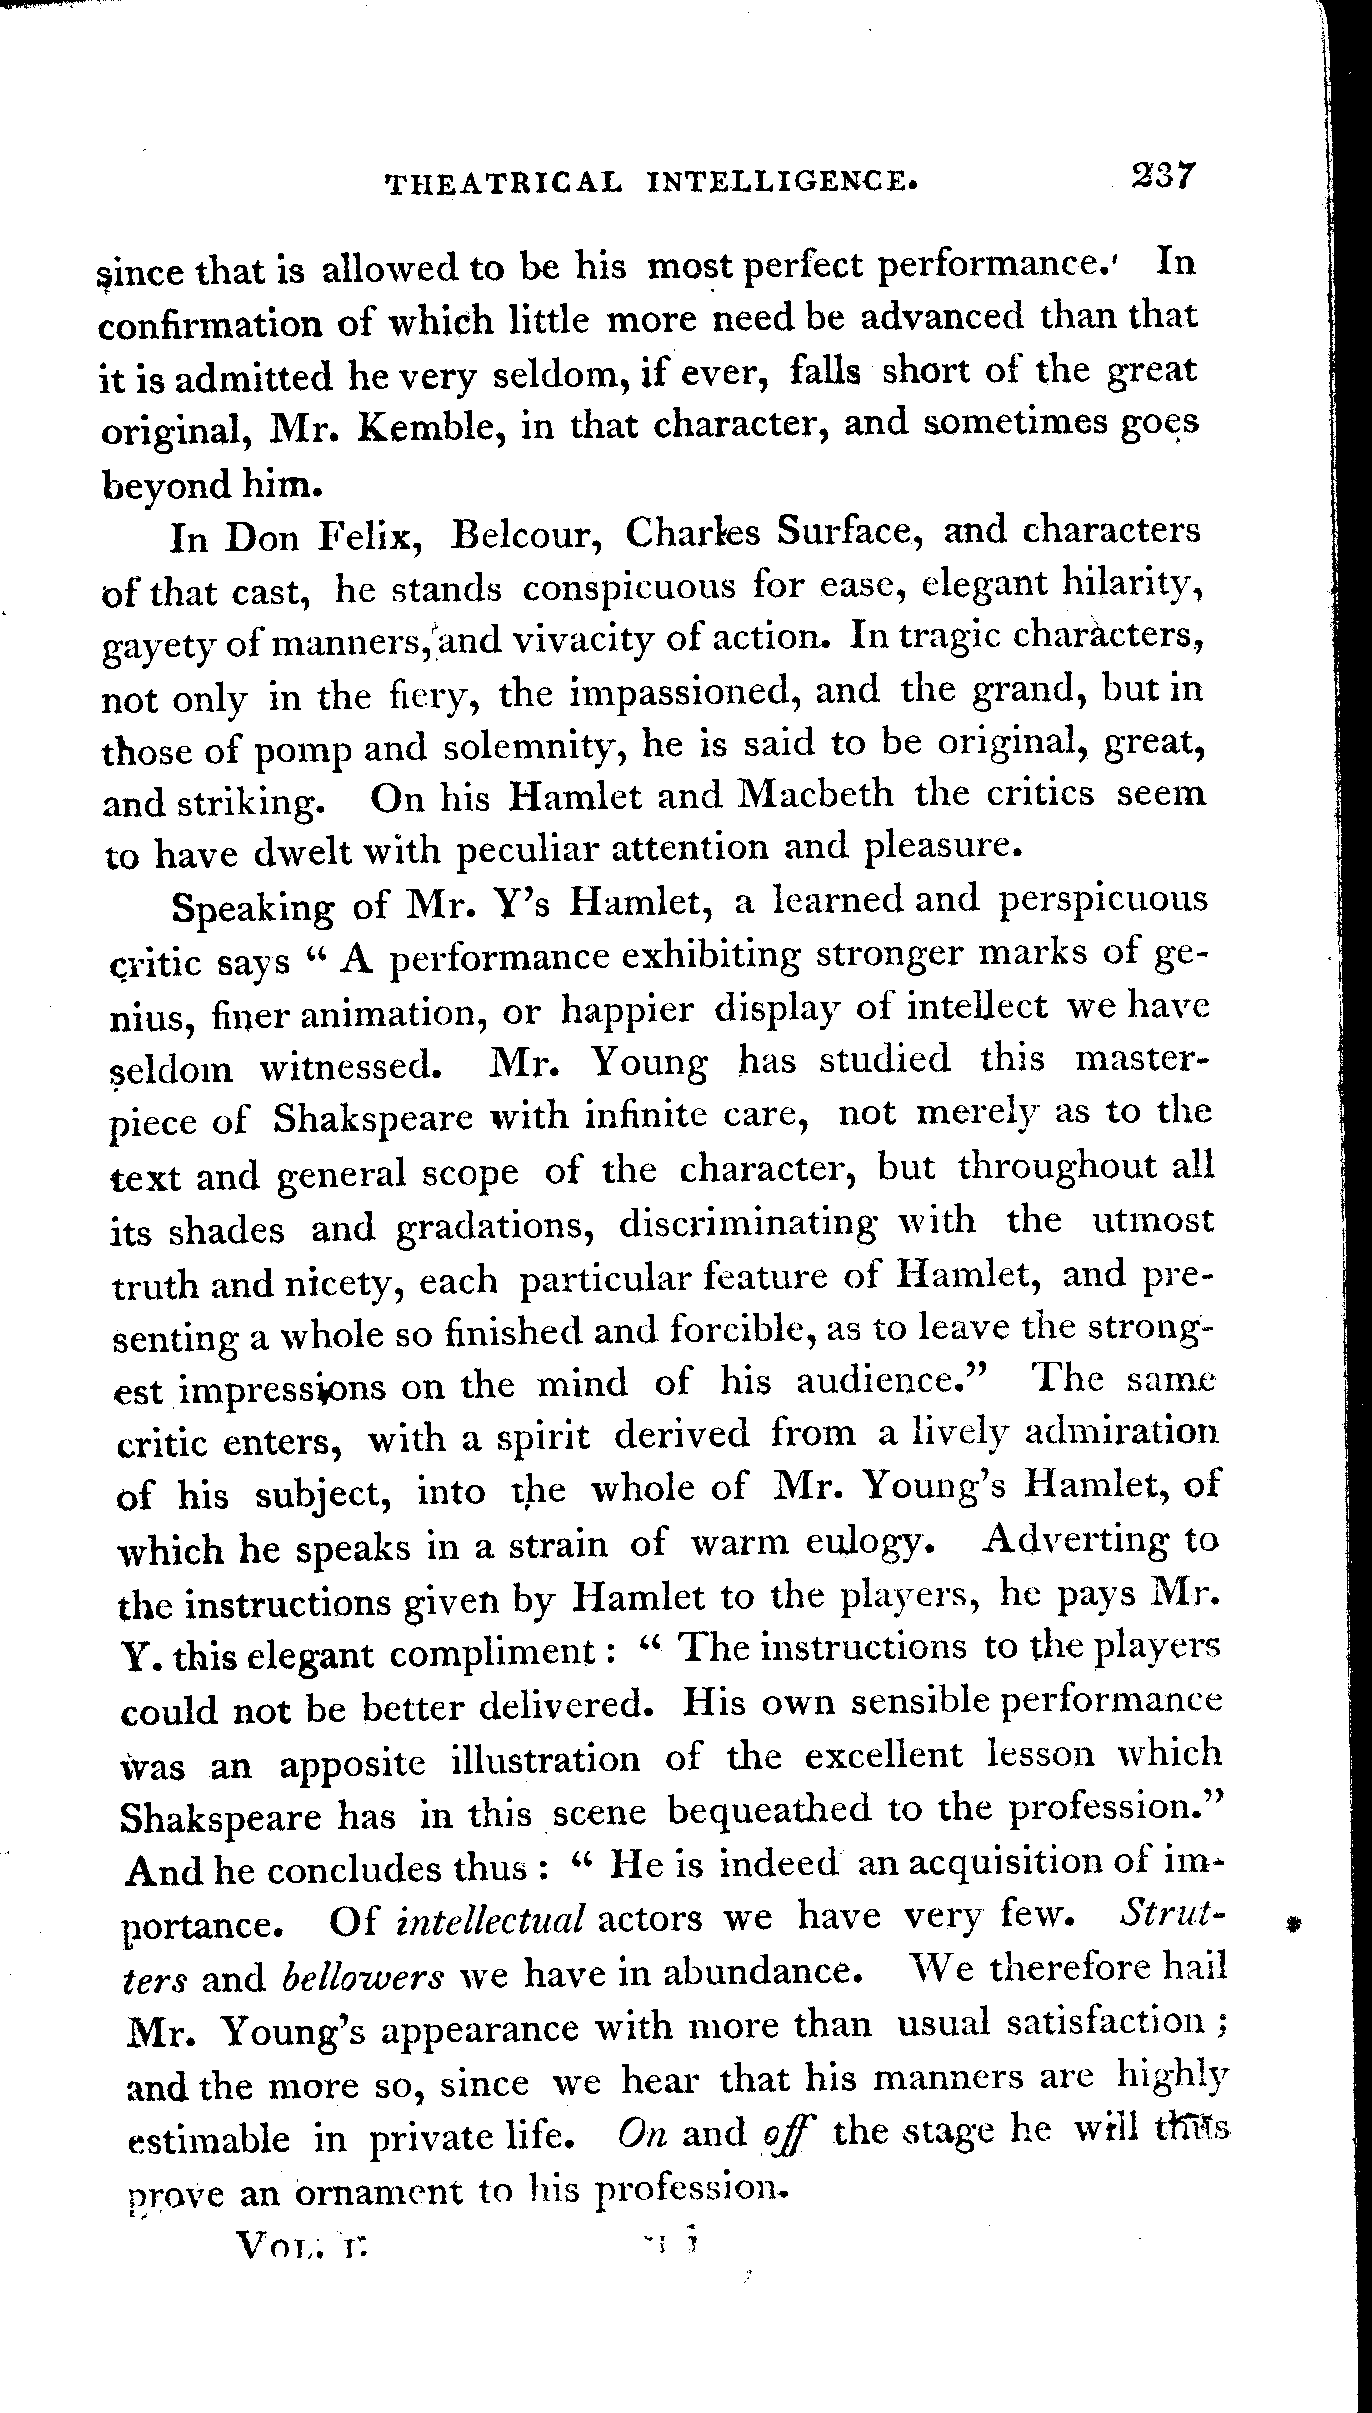 THEATRICAL INTELLIGENCE. 237
since that is allowed to be his most perfect performance.' In
confirmation of which little more need be advanced than that
it is admitted he very seldom, if ever, falls short of the great
original, Mr. Kemble, in that character, and sometimes goes
beyond him.
In Don Felix, Belcour, Charles Surface, and characters
of that cast, he stands conspicuous for ease, elegant hilarity,
gayety of manners, and vivacity of action. In tragic characters,
not only in the fiery, the impassioned, and the grand, but in
those of pomp and solemnity, he is said to be original, great,
and striking. On his Hamlet and Macbeth the critics seem
to have dwelt with peculiar attention and pleasure.
Speaking of Mr. Y's Hamlet, a learned and perspicuous
critic says " A performance exhibiting stronger marks of ge-
nius, finer animation, or happier display of intellect we have
seldom witnessed. Mr. Young has studied this master-
piece of Shakspeare with infinite care, not merely as to the
text and general scope of the character, but throughout all
its shades and gradations, discriminating with the utmost
truth and nicety, each particular feature of Hamlet, and pre-
senting a whole so finished and forcible, as to leave the strong-
est impressions on the mind of his audience." The same
critic enters, with a spirit derived from a lively admiration
of his subject, into the whole of Mr. Young's Hamlet, of
which he speaks in a strain of warm eulogy. Adverting to
the instructions given by Hamlet to the players, he pays Mr.
Y. this elegant compliment : " The instructions to the players
could not be better delivered. His own sensible performance
was an apposite illustration of the excellent lesson which
Shakspeare has in this scene bequeathed to the profession."
And he concludes thus : " He is indeed an acquisition of im-
portance. Of intellectual actors we have very few. Strut-
ters and bellowers we have in abundance. We therefore hail
Mr. Young's appearance with more than usual satisfaction ;
and the more so, since we hear that his manners are highly
estimable in private life. On and off the stage he will thus
prove an ornament to his profession.
VOL. I.